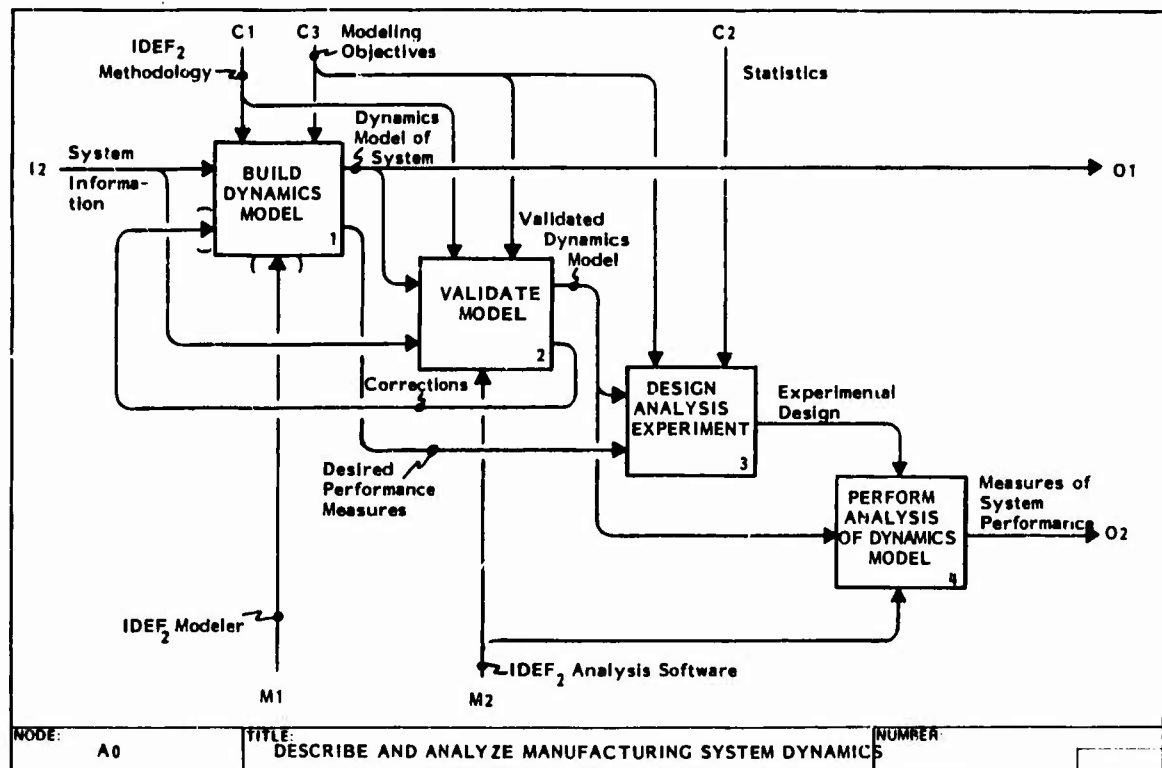 C1
C3
Modeling
Objectives
C2
IDEF2
Methodology
Statistics
Dynamics
Model of
System
I2
System
Informa-
tion
O1
BUILD
DYNAMICS
MODEL
1
Validated
Dynamics
Model
VALIDATE
MODEL
2
Corrections
DESIGN
ANALYSIS
EXPERIMENT
3
Experimental
Design
Desired
Performance
Measures
PERFORM
ANALYSIS
OF DYNAMICS
MODEL
4
Measures of
System
Performance
O2
IDEF2 Modeler
IDEF2 Analysis Software
M1
M2
NODE:
A0
TITLE:
DESCRIBE AND ANALYZE MANUFACTURING SYSTEM DYNAMICS
NUMBER: